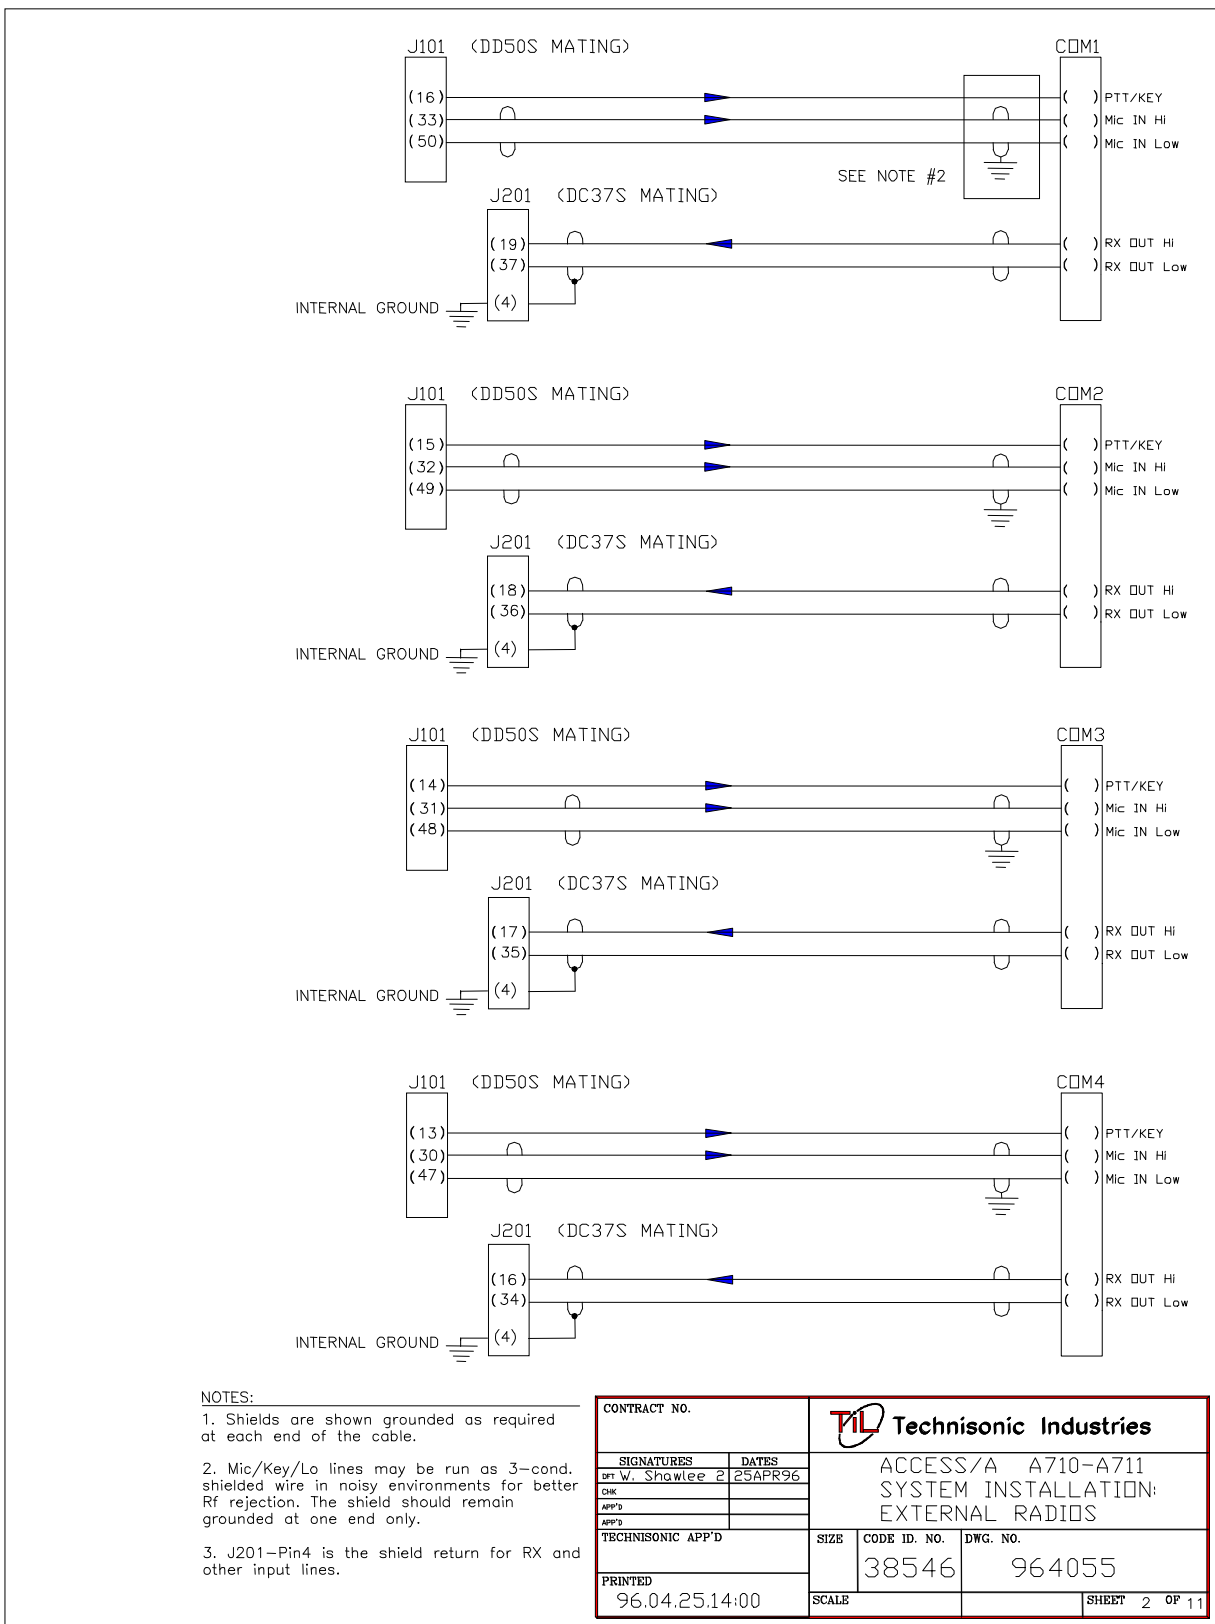 J101 (DD50S MATING) COM1
(16) PTT/KEY
(33) Mic IN Hi
(50) Mic IN Low
SEE NOTE #2
J201 (DC37S MATING)
(19) RX OUT Hi
(37) RX OUT Low
INTERNAL GROUND (4)
J101 (DD50S MATING) COM2
(15) PTT/KEY
(32) Mic IN Hi
(49) Mic IN Low
J201 (DC37S MATING)
(18) RX OUT Hi
(36) RX OUT Low
INTERNAL GROUND (4)
J101 (DD50S MATING) COM3
(14) PTT/KEY
(31) Mic IN Hi
(48) Mic IN Low
J201 (DC37S MATING)
(17) RX OUT Hi
(35) RX OUT Low
INTERNAL GROUND (4)
J101 (DD50S MATING) COM4
(13) PTT/KEY
(30) Mic IN Hi
(47) Mic IN Low
J201 (DC37S MATING)
(16) RX OUT Hi
(34) RX OUT Low
INTERNAL GROUND (4)
NOTES:
1. Shields are shown grounded as required
at each end of the cable.
2. Mic/Key/Lo lines may be run as 3-cond.
shielded wire in noisy environments for better
Rf rejection. The shield should remain
grounded at one end only.
3. J201-Pin4 is the shield return for RX and
other input lines.
CONTRACT NO.
SIGNATURES DATES
DFT W. Shawlee 2 25APR96
CHK
APP'D
APP'D
TECHNISONIC APP'D
PRINTED
96.04.25.14:00
TiL Technisonic Industries
ACCESS/A A710-A711
SYSTEM INSTALLATION:
EXTERNAL RADIOS
SIZE CODE ID. NO. DWG. NO.
38546 964055
SCALE SHEET 2 OF 11